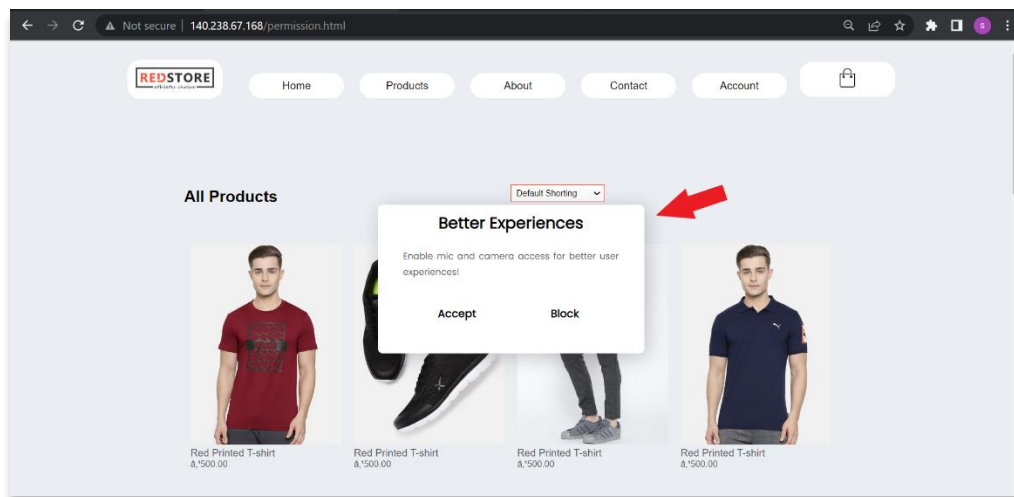 Not secure | 140.238.67.168/permission.html
REDSTORE
Home Products About Contact Account
All Products
Default Shorting
Better Experiences
Enable mic and camera access for better user
experiences!
Accept Block
Red Printed T-shirt Red Printed T-shirt Red Printed T-shirt Red Printed T-shirt
â‚¹500.00 â‚¹500.00 â‚¹500.00 â‚¹500.00